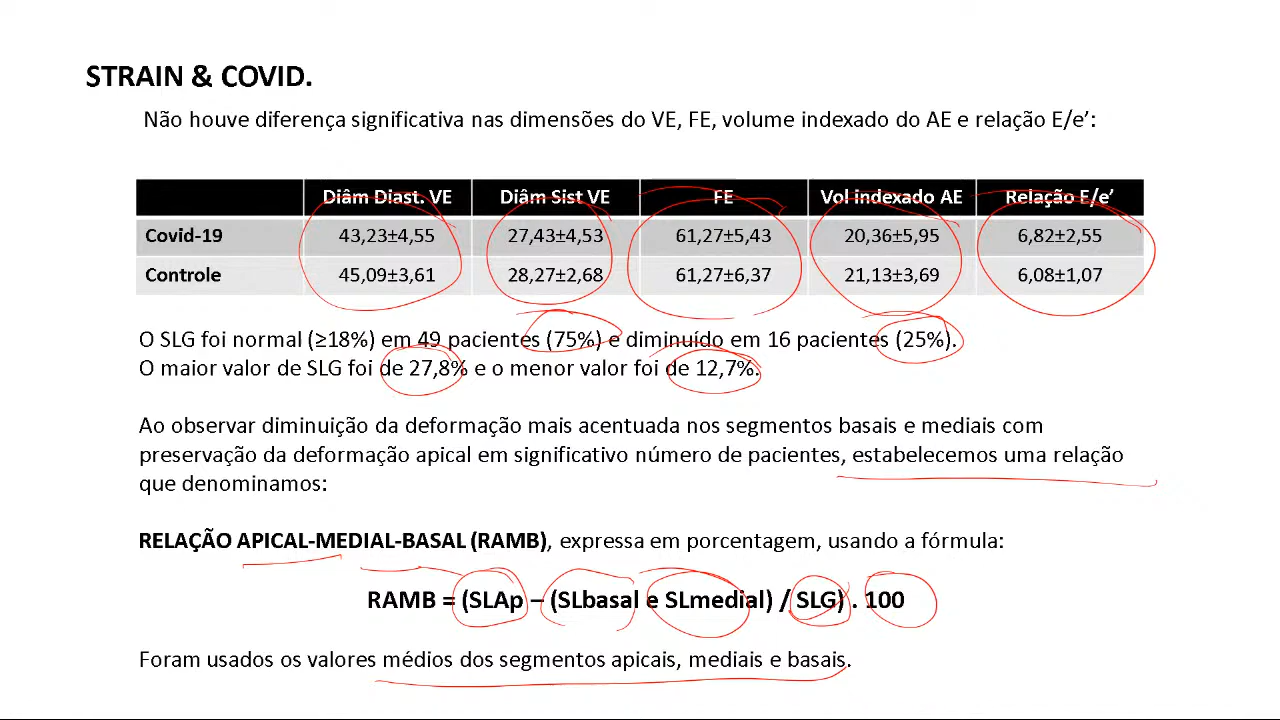 STRAIN & COVID.
Não houve diferença significativa nas dimensões do VE, FE, volume indexado do AE e relação E/e’:
Diâm Diast. VE Diâm Sist VE FE Vol indexado AE Relação E/e’
Covid-19 43,23±4,55 27,43±4,53 61,27±5,43 20,36±5,95 6,82±2,55
Controle 45,09±3,61 28,27±2,68 61,27±6,37 21,13±3,69 6,08±1,07
O SLG foi normal (≥18%) em 49 pacientes (75%) e diminuído em 16 pacientes (25%).
O maior valor de SLG foi de 27,8% e o menor valor foi de 12,7%.
Ao observar diminuição da deformação mais acentuada nos segmentos basais e mediais com
preservação da deformação apical em significativo número de pacientes, estabelecemos uma relação
que denominamos:
RELAÇÃO APICAL-MEDIAL-BASAL (RAMB), expressa em porcentagem, usando a fórmula:
RAMB = (SLAp – (SLbasal e SLmedial) / SLG) . 100
Foram usados os valores médios dos segmentos apicais, mediais e basais.